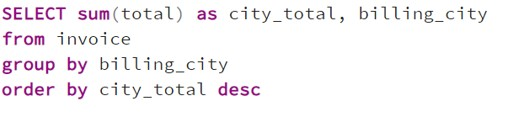 SELECT sum(total) as city_total, billing_city
from invoice
group by billing_city
order by city_total desc